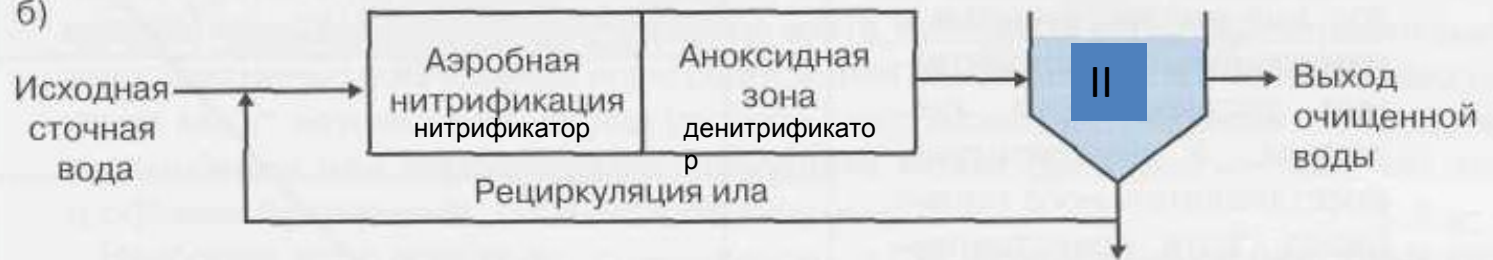 б)
Исходная
сточная
вода
Аэробная
нитрификация
нитрификатор
Аноксидная
зона
денитрификато
р
II
Выход
очищенной
воды
Рециркуляция ила